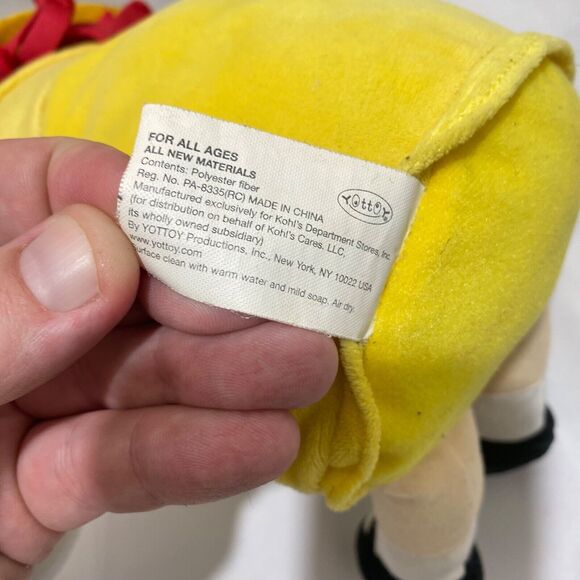 FOR ALL AGES
ALL NEW MATERIALS
Contents: Polyester fiber
Reg. No. PA-8335(RC) MADE IN CHINA
Manufactured exclusively for Kohl's Department Stores, Inc.
(for distribution on behalf of Kohl's Cares, LLC,
its wholly owned subsidiary)
By YOTTOY Productions, Inc., New York, NY 10022 USA
www.yottoy.com
surface clean with warm water and mild soap. Air dry.
YOTTOY